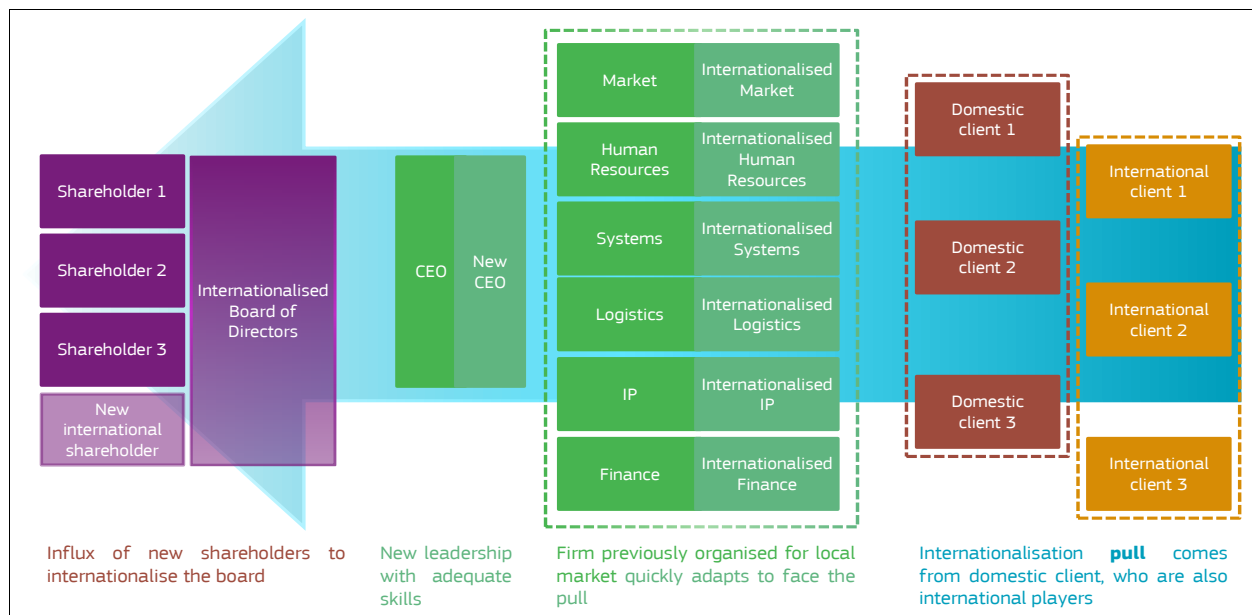 Shareholder 1
Shareholder 2
Shareholder 3
New
international
shareholder
Internationalised
Board of
Directors
CEO
New
CEO
Market
Internationalised
Market
Human
Resources
Internationalised
Human
Resources
Systems
Internationalised
Systems
Logistics
Internationalised
Logistics
IP
Internationalised
IP
Finance
Internationalised
Finance
Domestic
client 1
Domestic
client 2
Domestic
client 3
International
client 1
International
client 2
International
client 3
Influx of new shareholders to
internationalise the board
New leadership
with adequate
skills
Firm previously organised for local
market quickly adapts to face the
pull
Internationalisation pull comes
from domestic client, who are also
international players